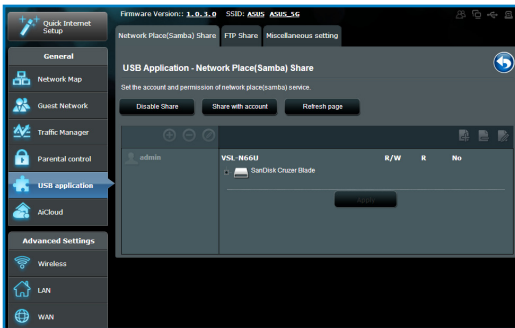 Quick Internet
Setup
Firmware Version:: 1.0.1.0 SSID: ASUS ASUS_5G
Network Place(Samba) Share FTP Share Miscellaneous setting
General
Network Map
Guest Network
Traffic Manager
Parental control
USB application
AiCloud
Advanced Settings
Wireless
LAN
WAN
USB Application - Network Place(Samba) Share
Set the account and permission of network place(samba) service.
Disable Share Share with account Refresh page
admin
VSL-N66U R/W R No
SanDisk Cruzer Blade
Apply